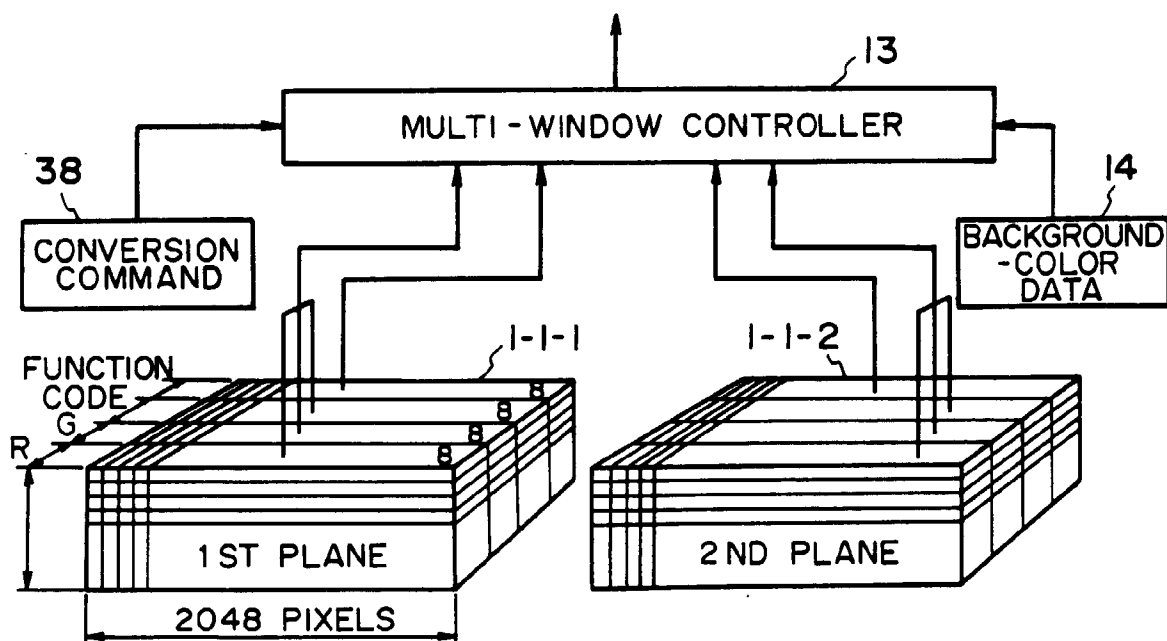 13
MULTI-WINDOW CONTROLLER
38
CONVERSION
COMMAND
14
BACKGROUND
-COLOR
DATA
1-1-1
1-1-2
FUNCTION
CODE
G
R
8
8
8
8
1ST PLANE
2ND PLANE
2048 PIXELS